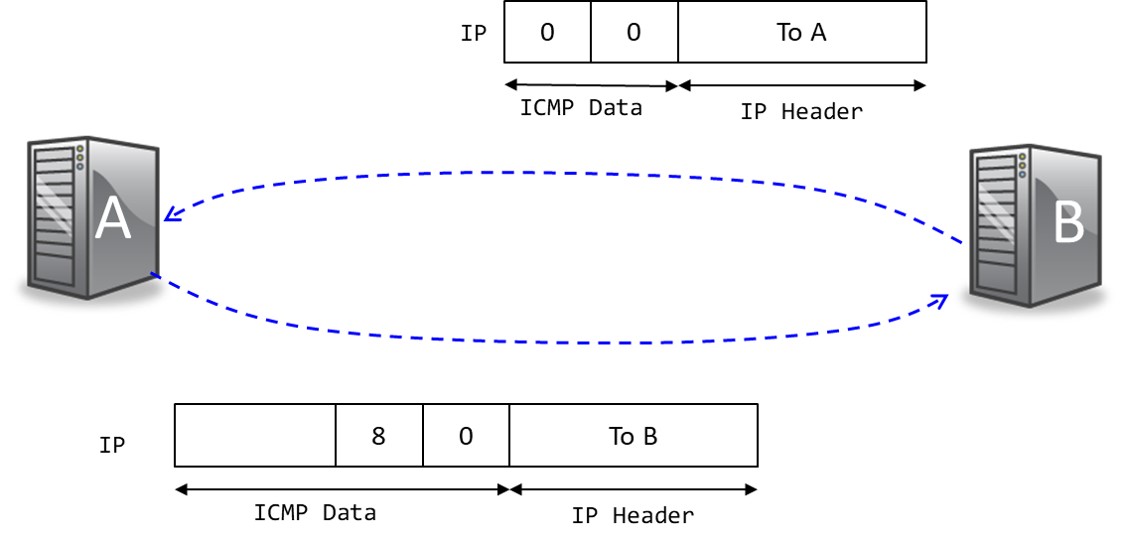 IP 0 0 To A
ICMP Data IP Header
A B
IP 8 0 To B
ICMP Data IP Header